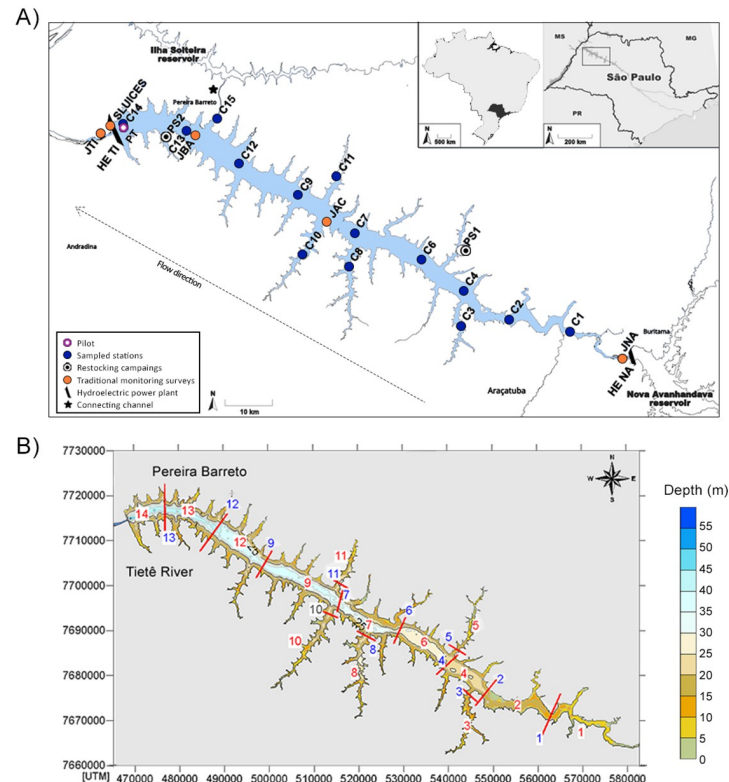 A)
Ilha Solteira
reservoir
MS
MG
São Paulo
PR
N
500 km
N
200 km
Pereira Barreto
SLUICES
C14
PT
JTI
HE TI
PS2
C13
JBA
C15
C12
C11
C9
JAC
C10
C7
C8
C6
PS1
C4
C3
C2
C1
JNA
HE NA
Buritama
Nova Avanhandava
reservoir
Andradina
Flow direction
Araçatuba
Pilot
Sampled stations
Restocking campaings
Traditional monitoring surveys
Hydroelectric power plant
Connecting channel
N
10 km
B)
7730000
7720000
7710000
7700000
7690000
7680000
7670000
7660000
[UTM]
470000
480000
490000
500000
510000
520000
530000
540000
550000
560000
570000
580000
Pereira Barreto
Tietê River
N
W
E
S
14
13
13
12
12
9
9
11
11
10
10
7
7
25
8
8
6
6
5
5
4
4
3
3
2
2
1
1
Depth (m)
55
50
45
40
35
30
25
20
15
10
5
0